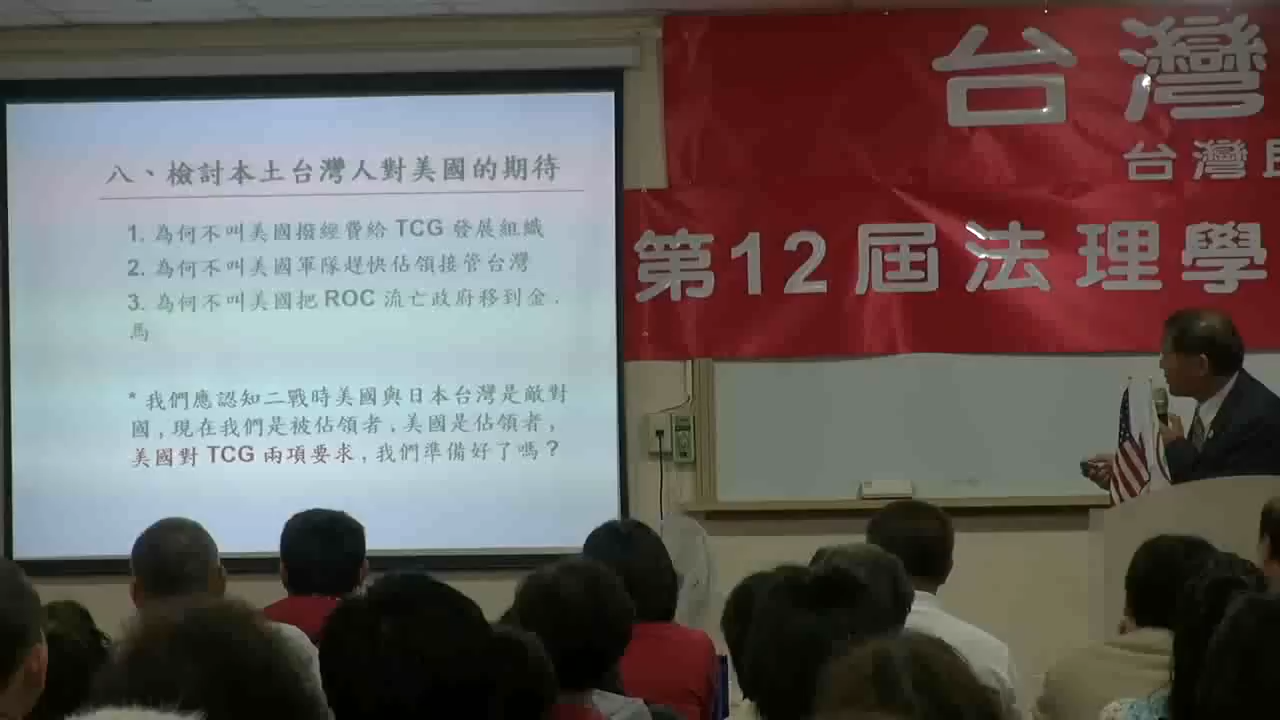 八、檢討本土台灣人對美國的期待
1. 為何不叫美國撥經費給 TCG 發展組織
2. 為何不叫美國軍隊趕快佔領接管台灣
3. 為何不叫美國把 ROC 流亡政府移到金.
馬
* 我們應認知二戰時美國與日本台灣是敵對
國,現在我們是被佔領者,美國是佔領者,
美國對 TCG 兩項要求,我們準備好了嗎?
台灣
台灣民
第12屆法理學